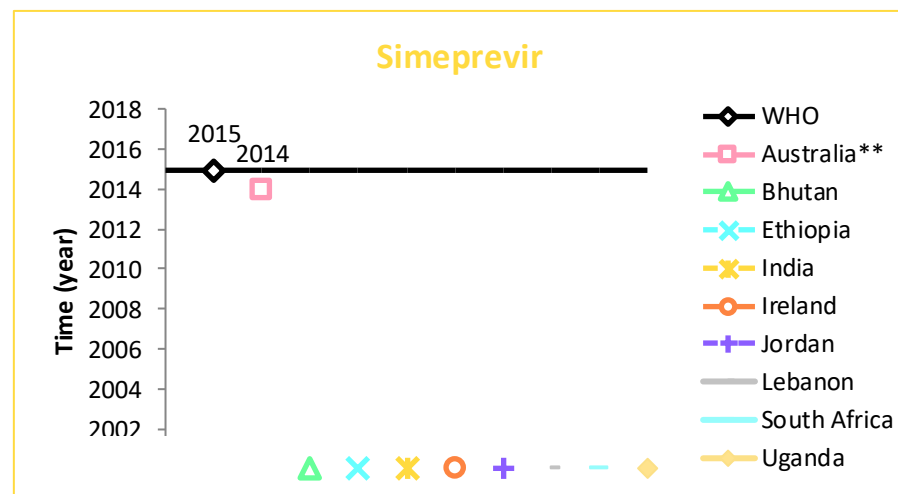 Simeprevir
Time (year)
2018
2016
2014
2012
2010
2008
2006
2004
2002
2015
2014
WHO
Australia**
Bhutan
Ethiopia
India
Ireland
Jordan
Lebanon
South Africa
Uganda